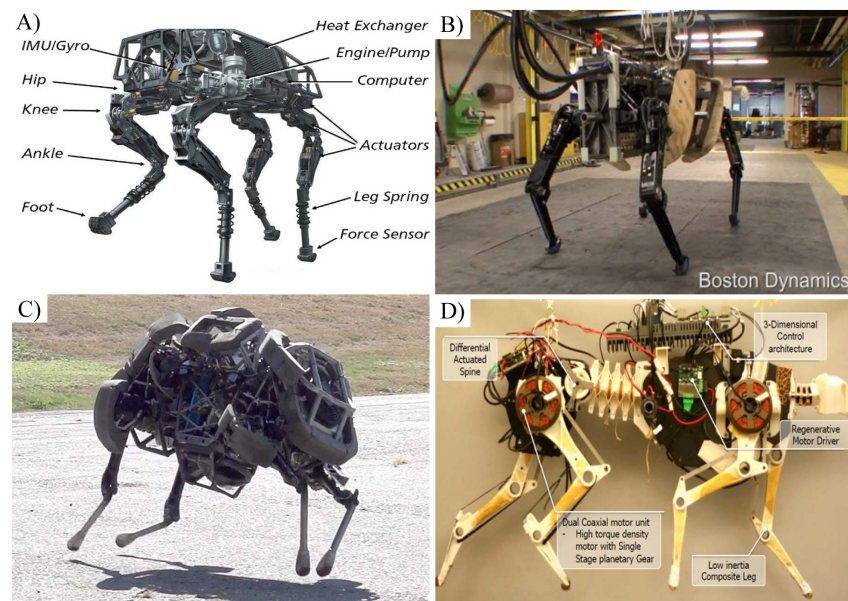 A)
IMU/Gyro
Hip
Knee
Ankle
Foot
Heat Exchanger
Engine/Pump
Computer
Actuators
Leg Spring
Force Sensor
B)
Boston Dynamics
C)
D)
Differential
Actuated
Spine
3-Dimensional
Control
architecture
Regenerative
Motor Driver
Dual Coaxial motor unit
- High torque density
motor with Single
Stage planetary Gear
Low inertia
Composite Leg